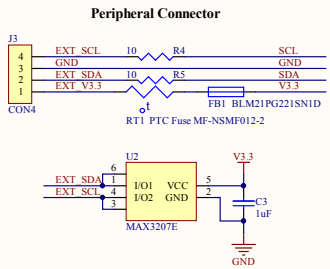 Peripheral Connector
J3
4 EXT_SCL 10 R4 SCL
3 GND GND
2 EXT_SDA 10 R5 SDA
1 EXT_V3.3 V3.3
CON4
t
RT1 PTC Fuse MF-NSMF012-2
FB1 BLM21PG221SN1D
U2
V3.3
6
EXT_SDA 1 I/O1 VCC 5
EXT_SCL 4 I/O2 GND 2
3
C3
1uF
MAX3207E
GND